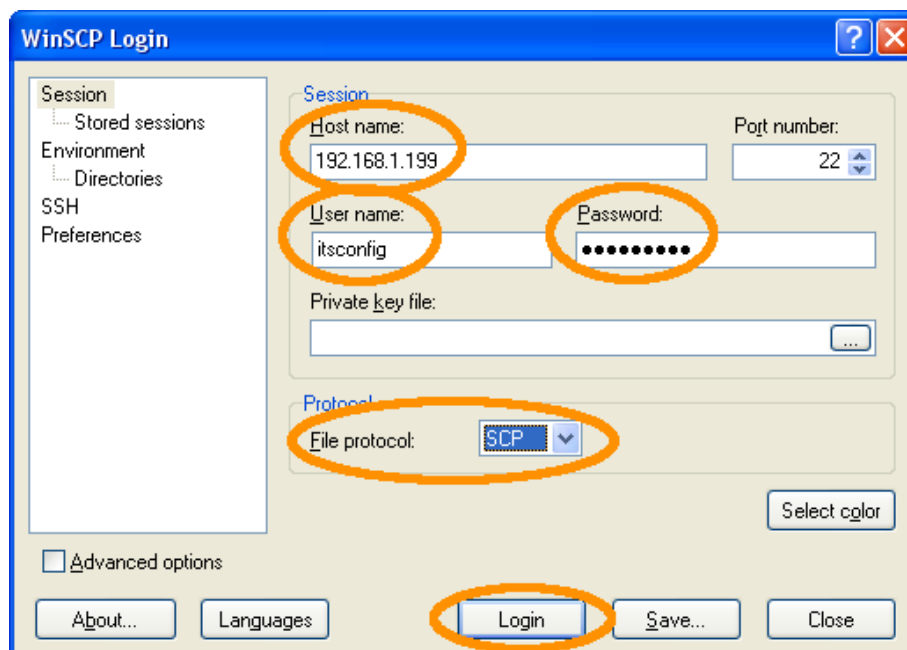 WinSCP Login
Session
Stored sessions
Environment
Directories
SSH
Preferences
Session
Host name:
Port number:
192.168.1.199
22
User name:
Password:
itsconfig
●●●●●●●●●
Private key file:
...
Protocol
File protocol:
SCP
Select color
Advanced options
About...
Languages
Login
Save...
Close